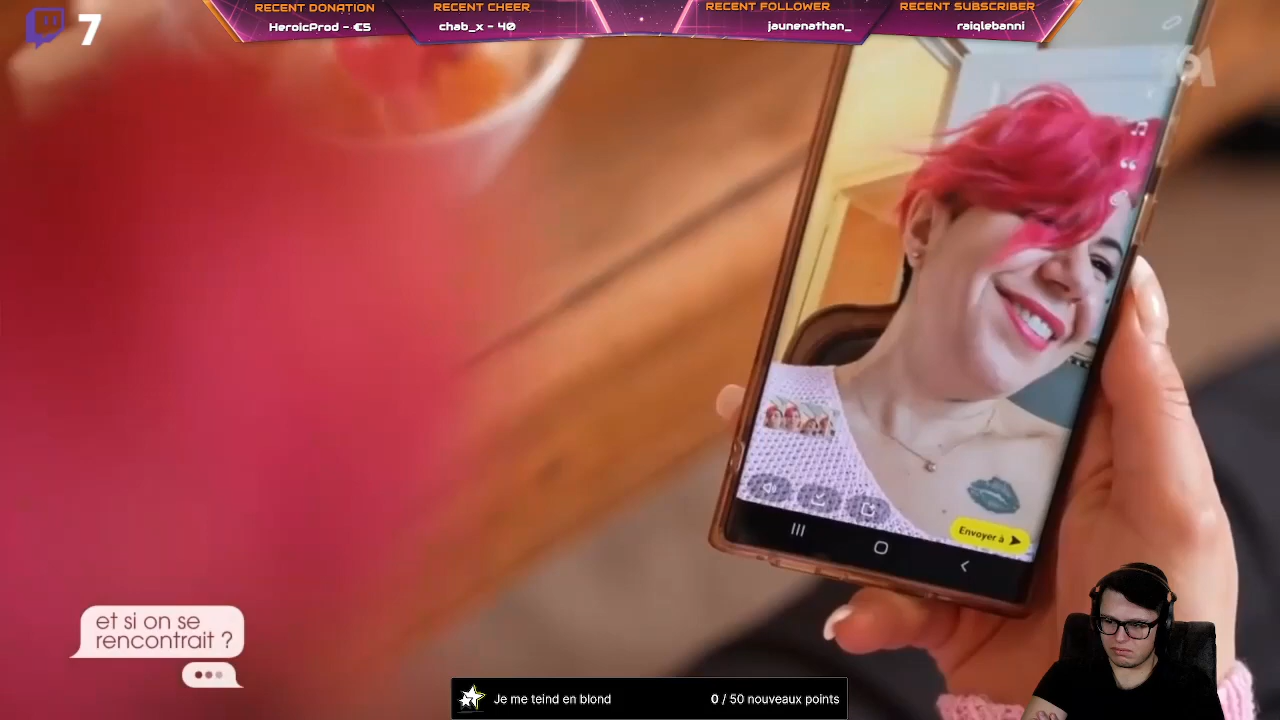 7
RECENT DONATION
HeroicProd - €5
RECENT CHEER
chab_x - 40
RECENT FOLLOWER
jaunenathan_
RECENT SUBSCRIBER
raiqlebanni
Envoyer à
et si on se
rencontrait ?
Je me teind en blond
0 / 50 nouveaux points